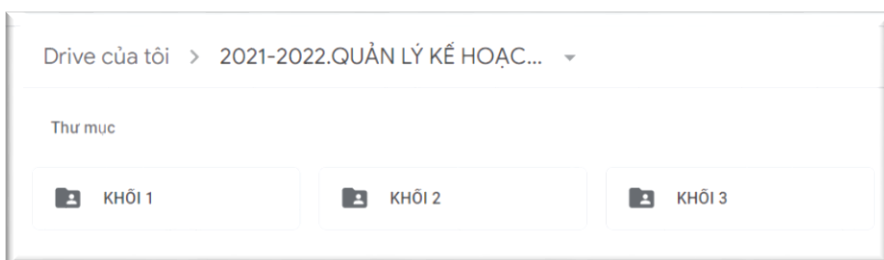 Drive của tôi > 2021-2022.QUẢN LÝ KẾ HOẠC...
Thư mục
KHỐI 1 KHỐI 2 KHỐI 3